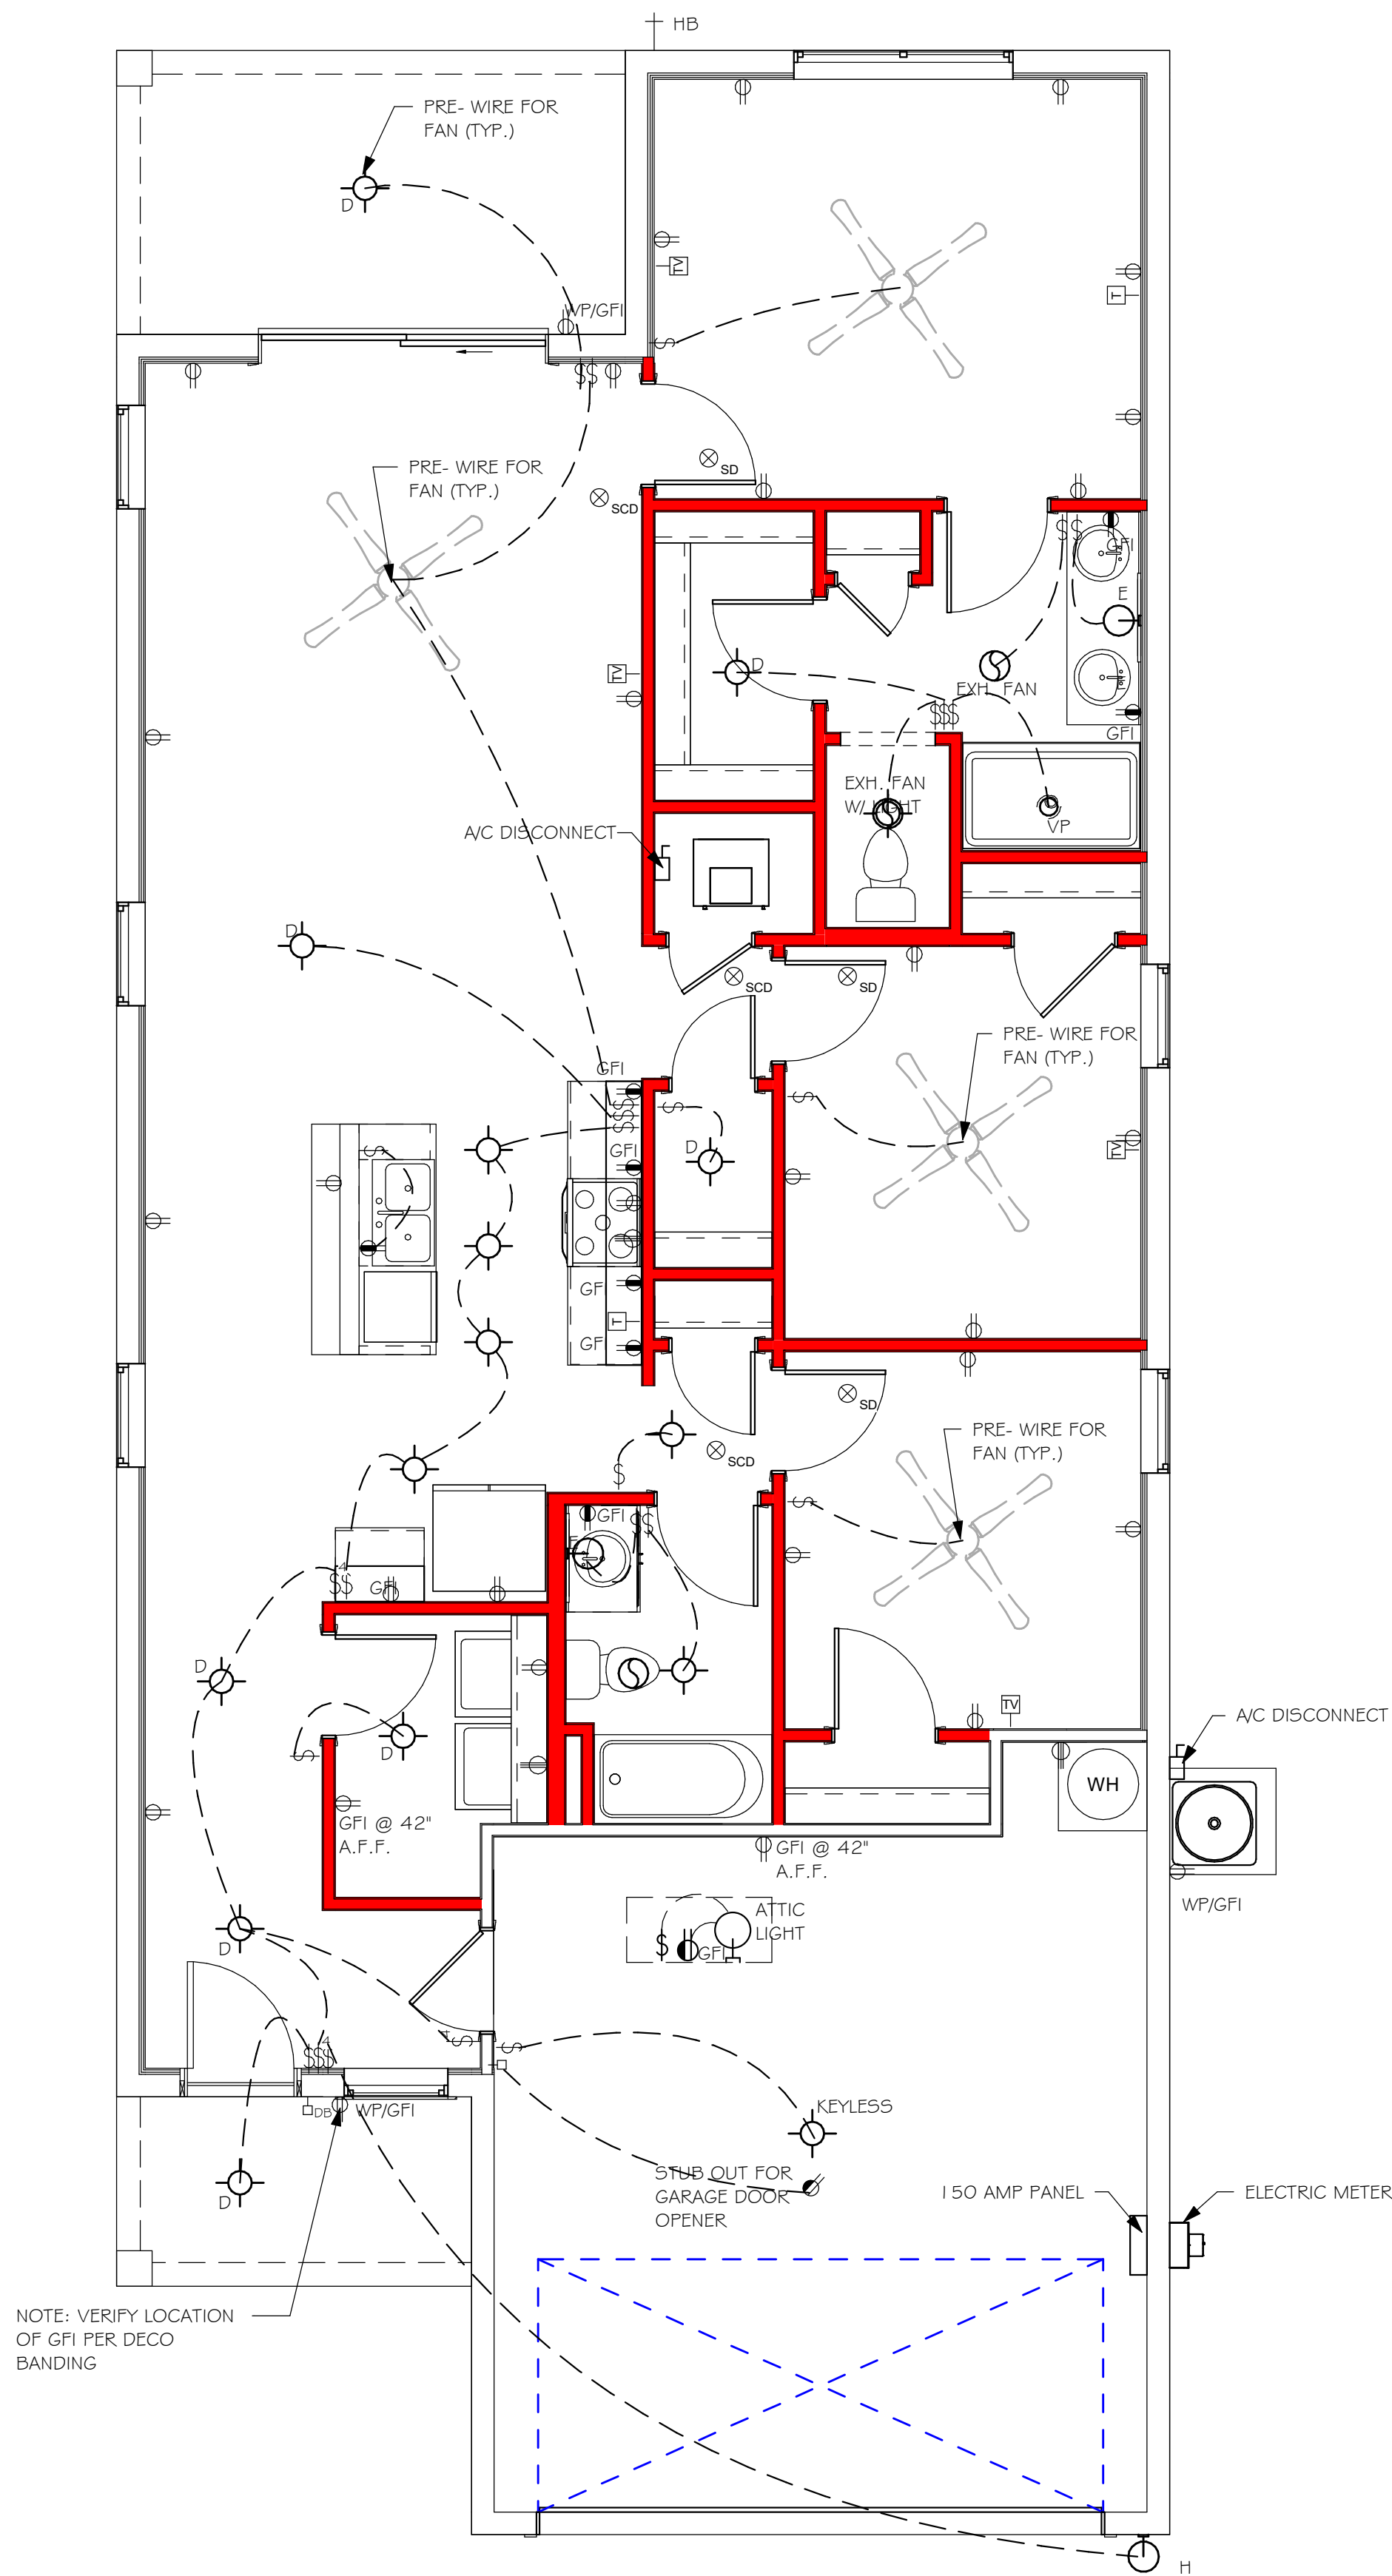 HB
PRE- WIRE FOR
FAN (TYP.)
D
TV
T
WP/GFI
$
$$
PRE- WIRE FOR
FAN (TYP.)
SD
SCD
$$
GFI
E
TV
D
EXH. FAN
$$$
GFI
EXH. FAN
W/ LIGHT
VP
A/C DISCONNECT
D
SCD
SD
PRE- WIRE FOR
FAN (TYP.)
GFI
$$$
$
$
GFI
TV
D
$
GFI
T
GFI
SD
SCD
PRE- WIRE FOR
FAN (TYP.)
$
$
GFI
$$
4
$$
GFI
D
TV
D
$
A/C DISCONNECT
WH
GFI @ 42"
A.F.F.
GFI @ 42"
A.F.F.
WP/GFI
ATTIC
LIGHT
$
GFI
D
4
$
$
4
$$$
DB
WP/GFI
KEYLESS
D
STUB OUT FOR
GARAGE DOOR
OPENER
150 AMP PANEL
ELECTRIC METER
NOTE: VERIFY LOCATION
OF GFI PER DECO
BANDING
H